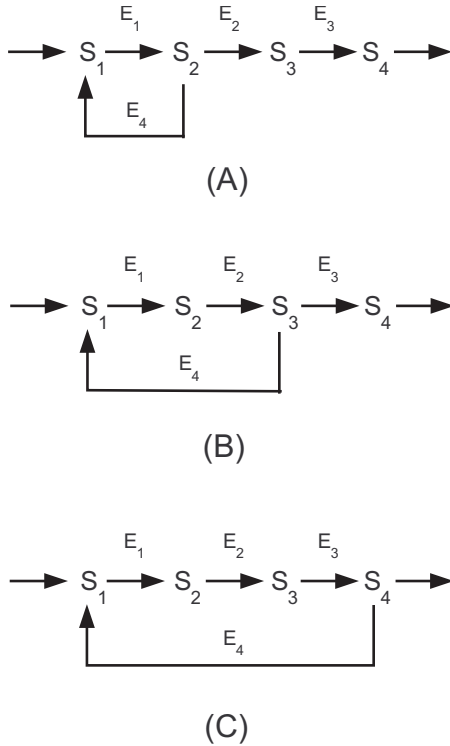 E₁ E₂ E₃
S₁ S₂ S₃ S₄
E₄
(A)
E₁ E₂ E₃
S₁ S₂ S₃ S₄
E₄
(B)
E₁ E₂ E₃
S₁ S₂ S₃ S₄
E₄
(C)